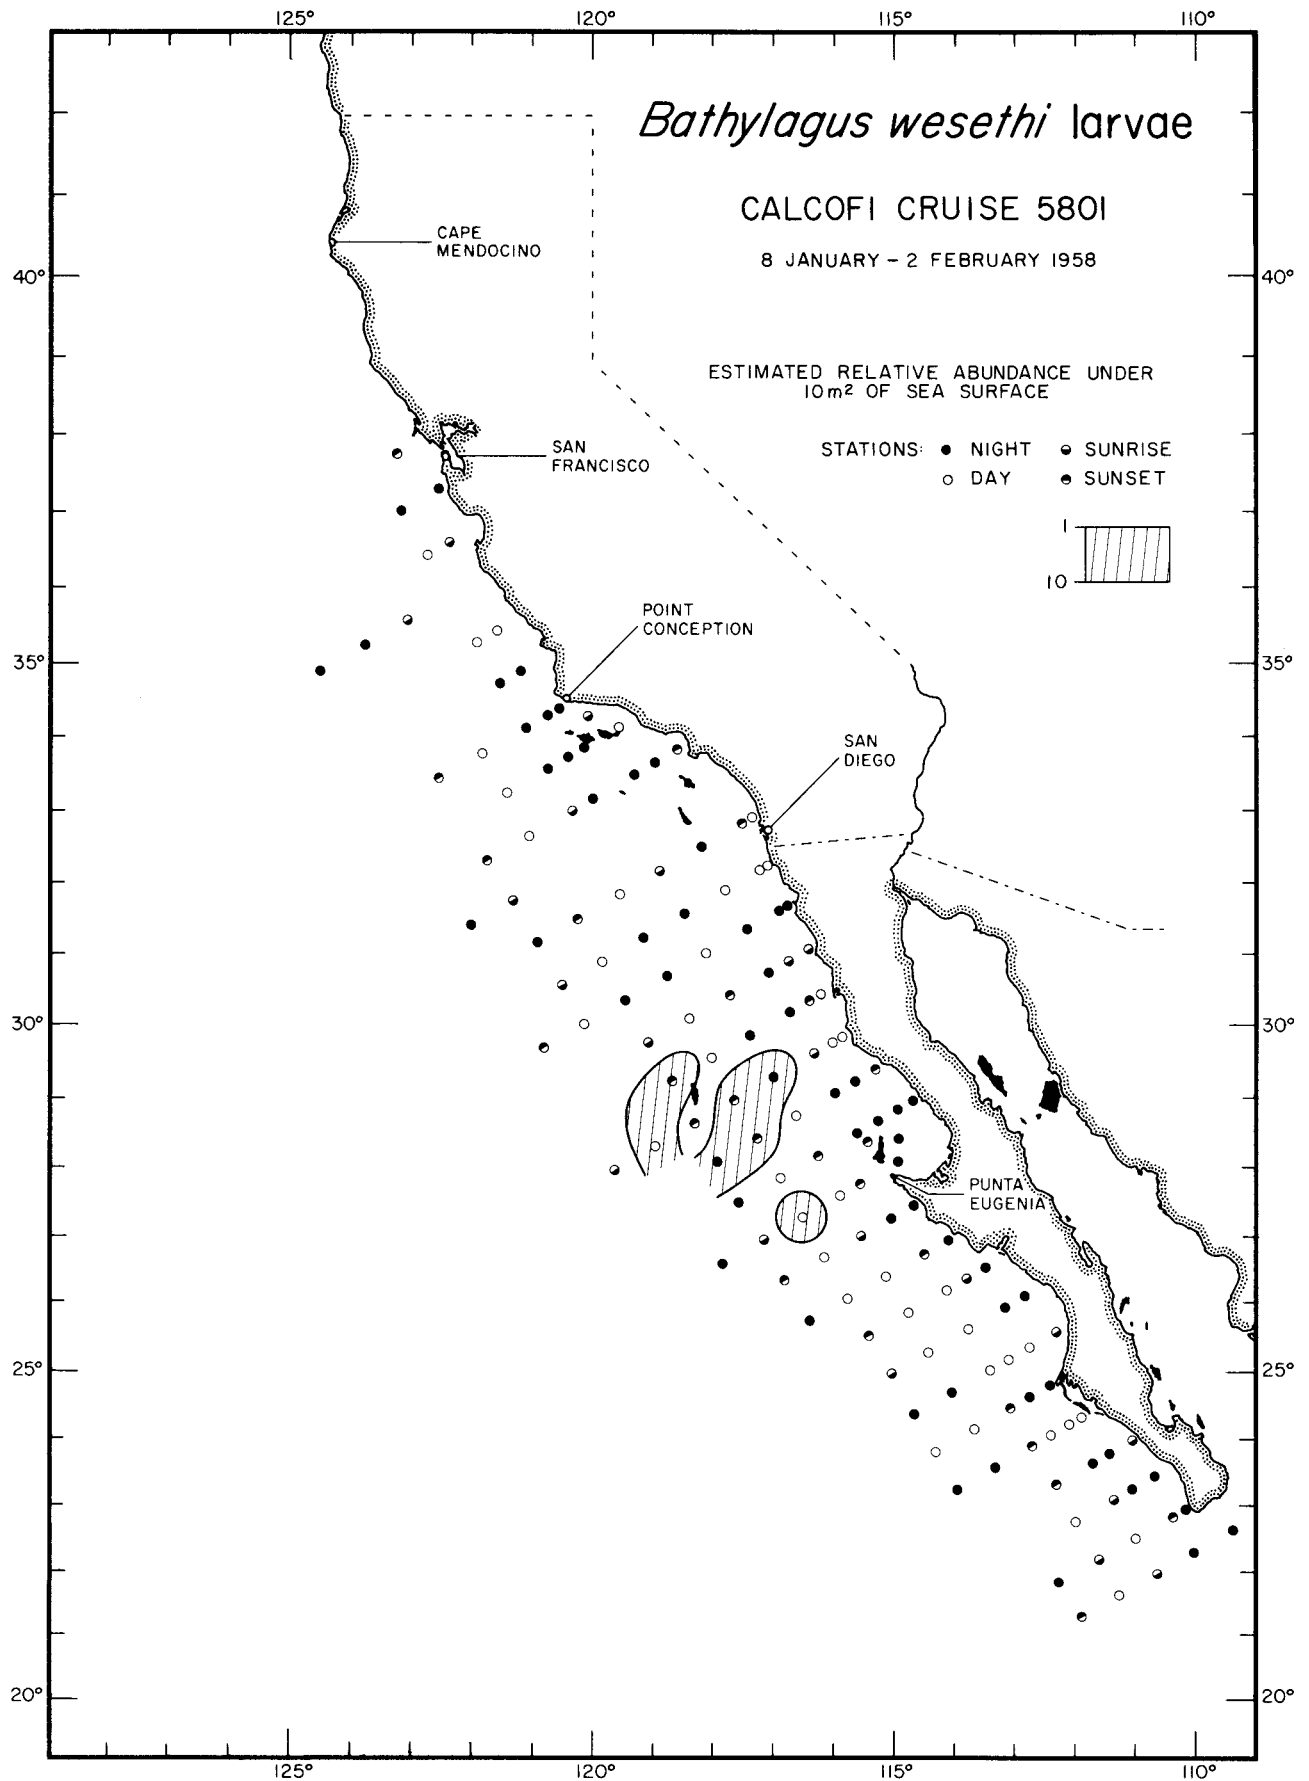 125° 120° 115° 110°
Bathylagus wesethi larvae
CALCOFI CRUISE 5801
8 JANUARY – 2 FEBRUARY 1958
CAPE
MENDOCINO
40° 40°
ESTIMATED RELATIVE ABUNDANCE UNDER
10m² OF SEA SURFACE
STATIONS: NIGHT SUNRISE
DAY SUNSET
SAN
FRANCISCO
1
10
POINT
CONCEPTION
35° 35°
SAN
DIEGO
30° 30°
PUNTA
EUGENIA
25° 25°
20° 20°
125° 120° 115° 110°